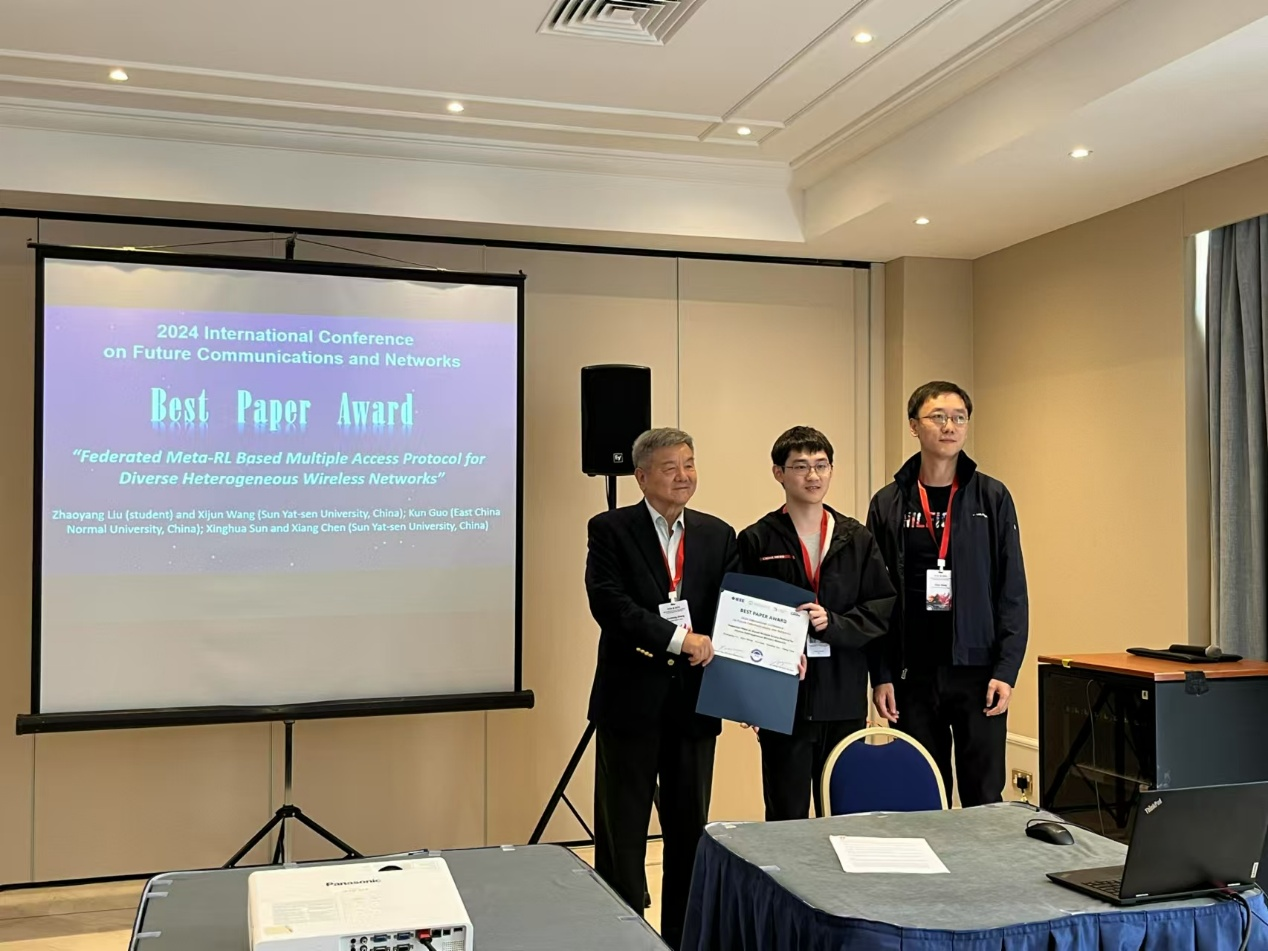 2024 International Conference
on Future Communications and Networks
Best Paper Award
“Federated Meta-RL Based Multiple Access Protocol for
Diverse Heterogeneous Wireless Networks”
Zhaoyang Liu (student) and Xijun Wang (Sun Yat-sen University, China); Kun Guo (East China
Normal University, China); Xinghua Sun and Xiang Chen (Sun Yat-sen University, China)
BEST PAPER AWARD
Panasonic
ThinkPad